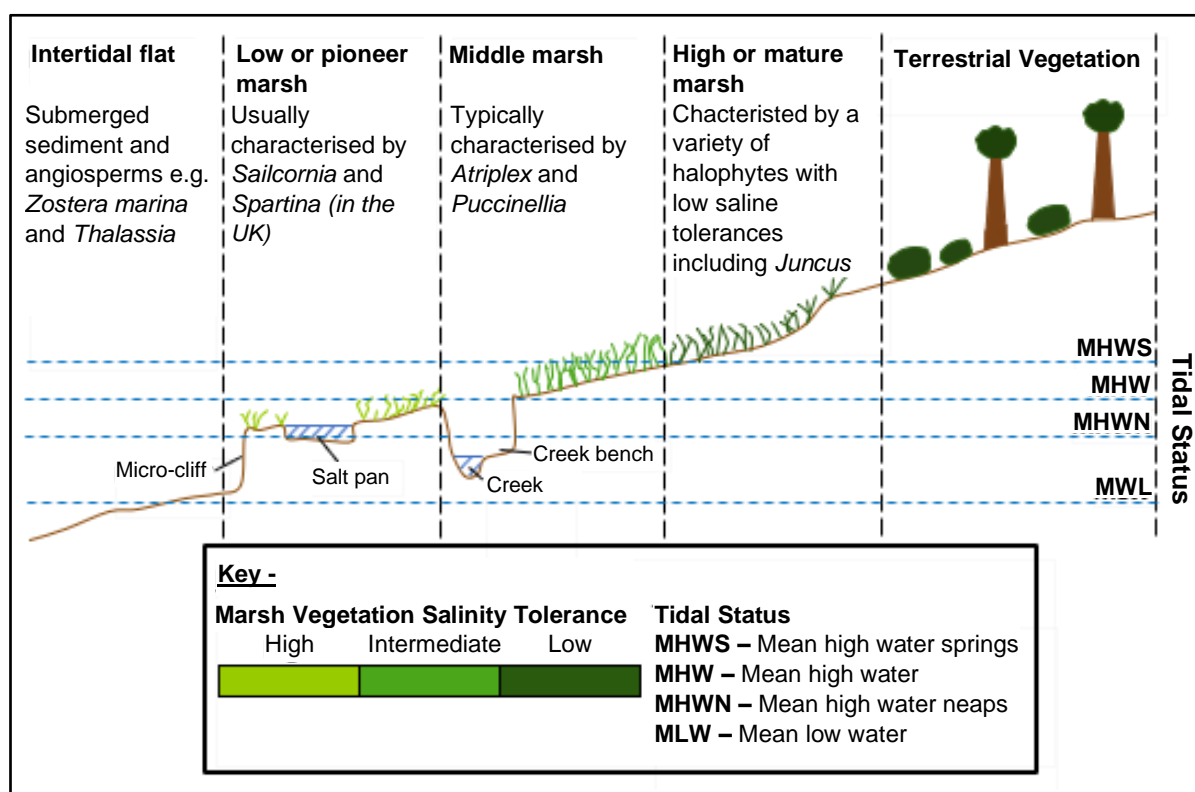 Intertidal flat
Submerged
sediment and
angiosperms e.g.
Zostera marina
and Thalassia
Low or pioneer
marsh
Usually
characterised by
Sailcornia and
Spartina (in the
UK)
Middle marsh
Typically
characterised by
Atriplex and
Puccinellia
High or mature
marsh
Chacteristed by a
variety of
halophytes with
low saline
tolerances
including Juncus
Terrestrial Vegetation
MHWS
MHW
MHWN
MWL
Tidal Status
Micro-cliff
Salt pan
Creek bench
Creek
Key -
Marsh Vegetation Salinity Tolerance
High Intermediate Low
Tidal Status
MHWS – Mean high water springs
MHW – Mean high water
MHWN – Mean high water neaps
MLW – Mean low water